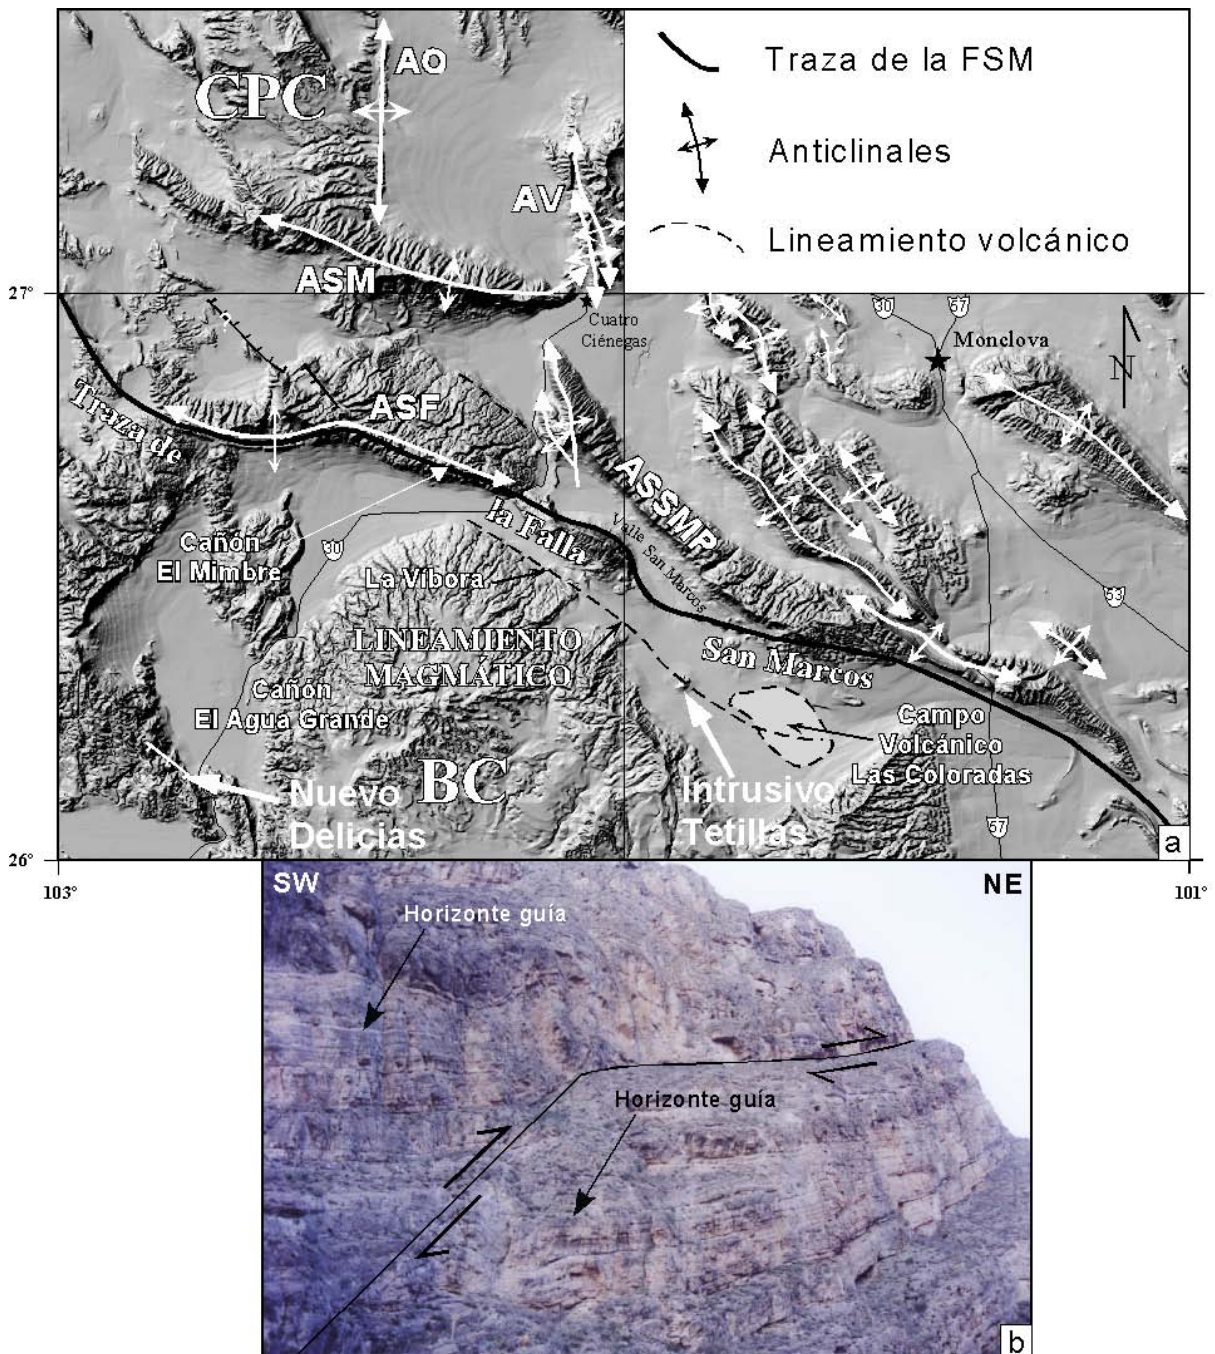 Traza de la FSM
Anticlinales
Lineamiento volcánico
CPC
AO
AV
ASM
27°
Cuatro
Ciénegas
30
57
Monclova
N
Traza de
ASF
ASSMP
la Falla
Valle San Marcos
San Marcos
Cañón
El Mimbre
30
La Víbora
LINEAMIENTO
MAGMÁTICO
53
Cañón
El Agua Grande
Campo
Volcánico
Las Coloradas
BC
Nuevo
Delicias
Intrusivo
Tetillas
57
a
26°
103°
101°
SW
NE
Horizonte guía
Horizonte guía
b